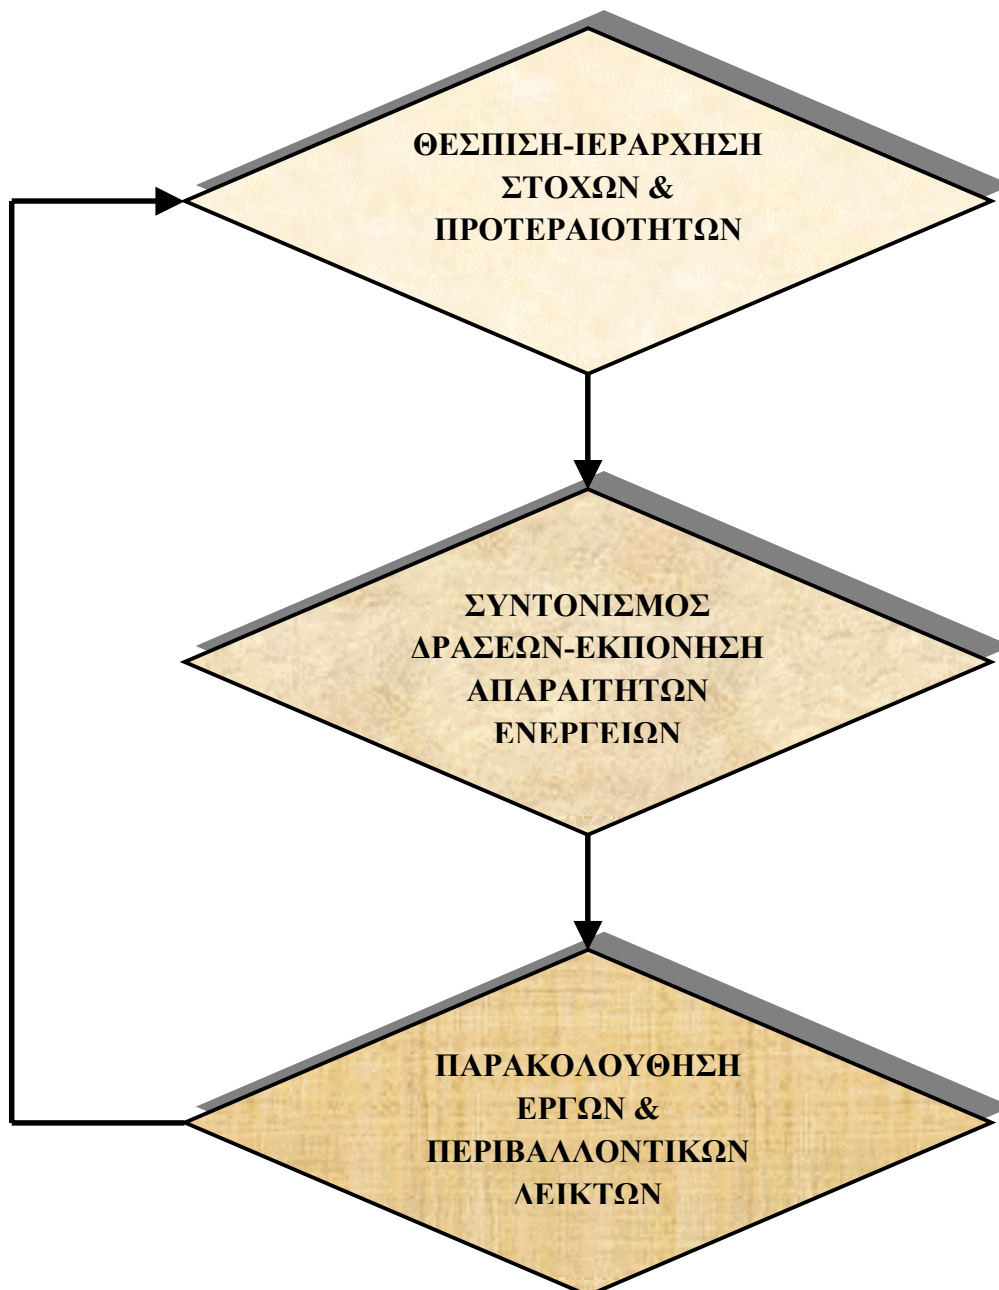 ΘΕΣΠΙΣΗ-ΙΕΡΑΡΧΗΣΗ
ΣΤΟΧΩΝ &
ΠΡΟΤΕΡΑΙΟΤΗΤΩΝ
ΣΥΝΤΟΝΙΣΜΟΣ
ΔΡΑΣΕΩΝ-ΕΚΠΟΝΗΣΗ
ΑΠΑΡΑΙΤΗΤΩΝ
ΕΝΕΡΓΕΙΩΝ
ΠΑΡΑΚΟΛΟΥΘΗΣΗ
ΕΡΓΩΝ &
ΠΕΡΙΒΑΛΛΟΝΤΙΚΩΝ
ΔΕΙΚΤΩΝ